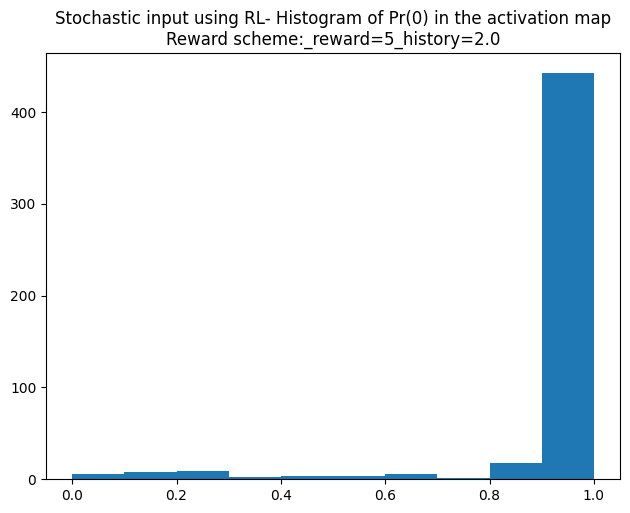 Stochastic input using RL- Histogram of Pr(0) in the activation map
Reward scheme:_reward=5_history=2.0
400
300
200
100
0
0.0 0.2 0.4 0.6 0.8 1.0